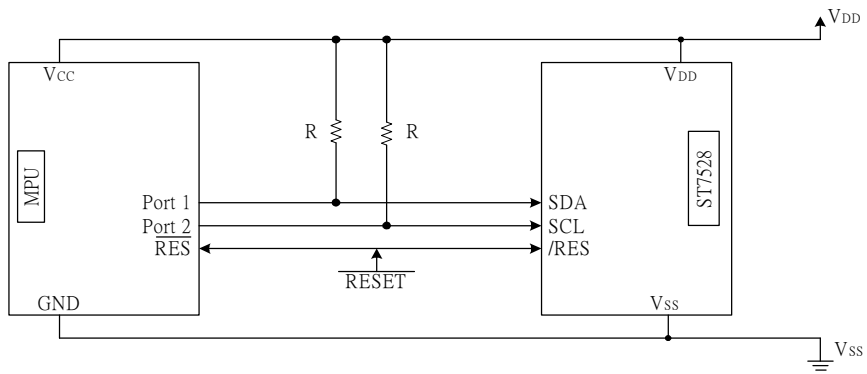 VDD
VCC
VDD
R
R
MPU
ST7528
Port 1
SDA
Port 2
SCL
RES
/RES
RESET
GND
VSS
VSS